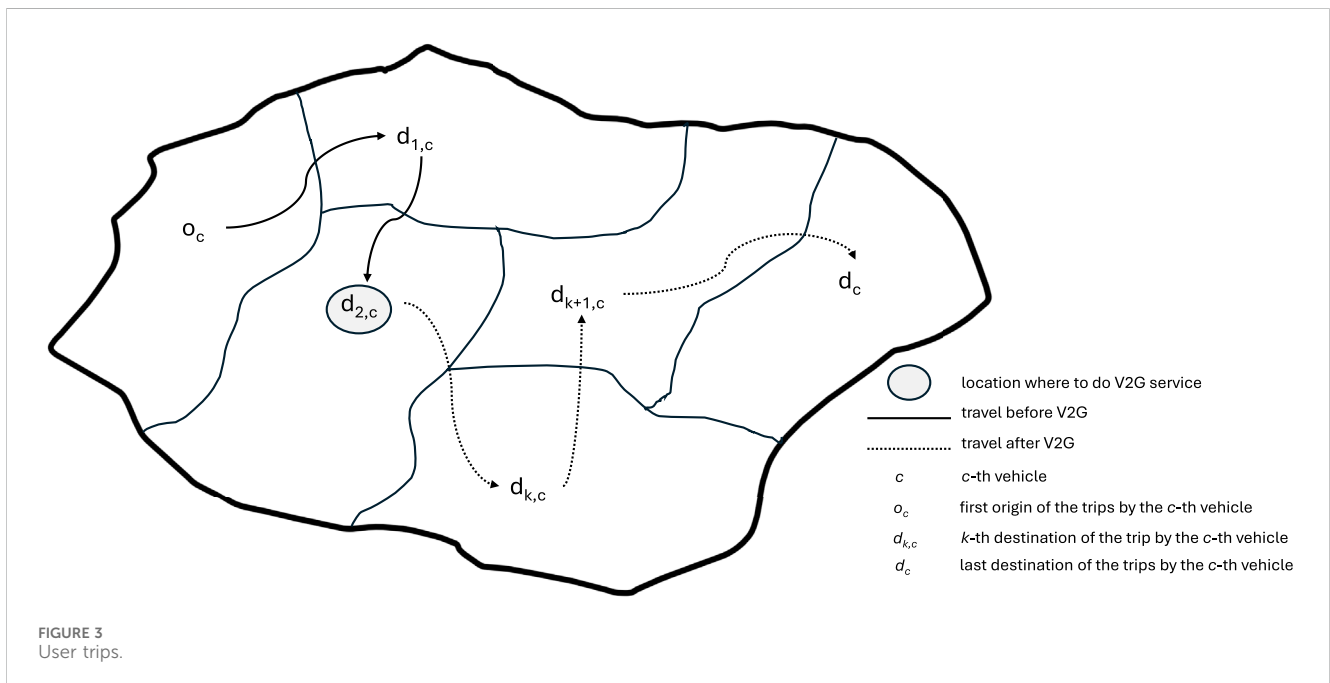 d1,c
oc
d2,c
dk+1,c
dc
dk,c
location where to do V2G service
travel before V2G
travel after V2G
c c-th vehicle
oc first origin of the trips by the c-th vehicle
dk,c k-th destination of the trip by the c-th vehicle
dc last destination of the trips by the c-th vehicle
FIGURE 3
User trips.